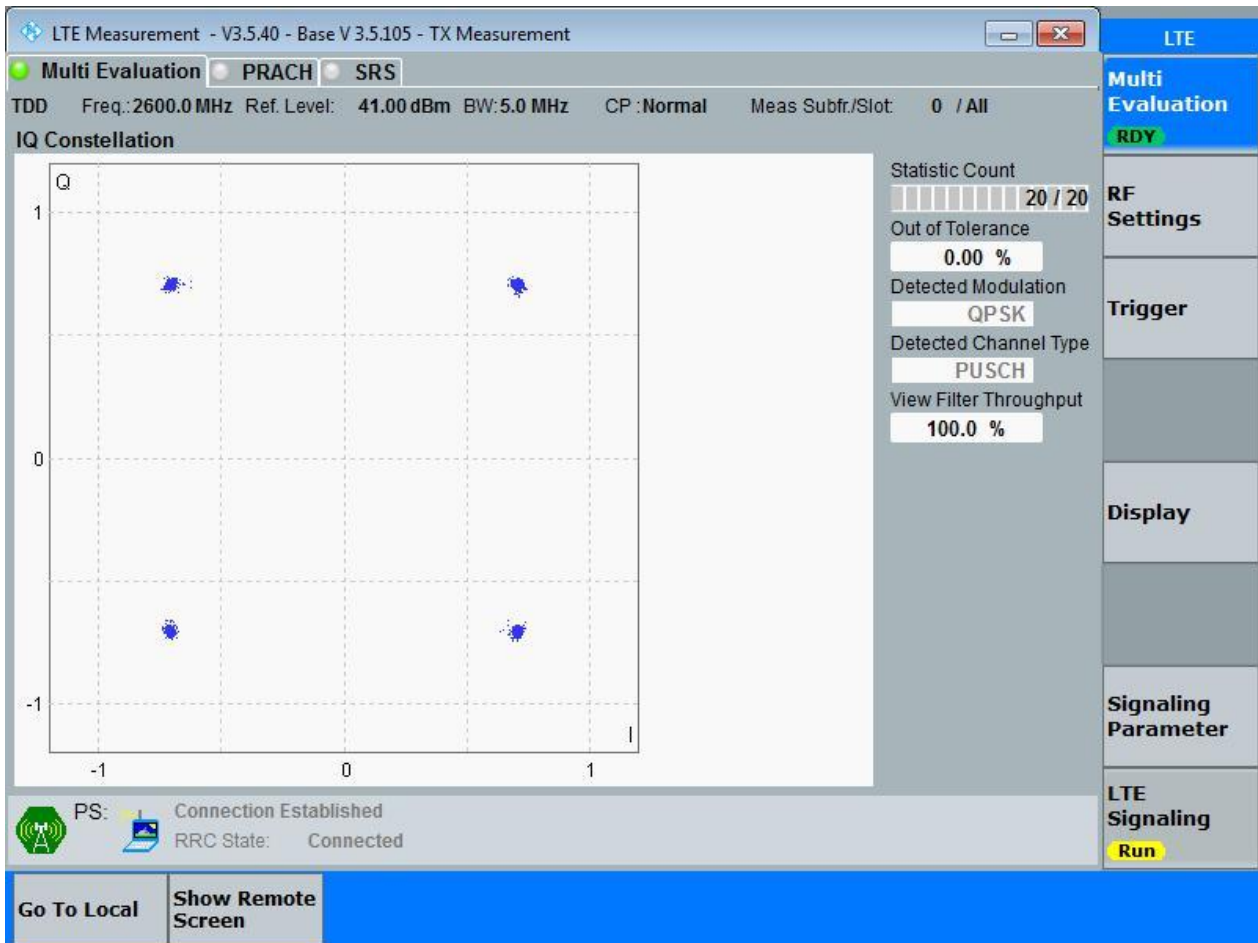 LTE Measurement - V3.5.40 - Base V 3.5.105 - TX Measurement
LTE
Multi Evaluation PRACH SRS
Multi
Evaluation
RDY
TDD Freq.: 2600.0 MHz Ref. Level: 41.00 dBm BW: 5.0 MHz CP : Normal Meas Subfr./Slot: 0 / All
IQ Constellation
Q
1
0
-1
I
-1 0 1
Statistic Count
20 / 20
Out of Tolerance
0.00 %
Detected Modulation
QPSK
Detected Channel Type
PUSCH
View Filter Throughput
100.0 %
RF
Settings
Trigger
Display
Signaling
Parameter
LTE
Signaling
Run
PS: Connection Established
RRC State: Connected
Go To Local
Show Remote
Screen